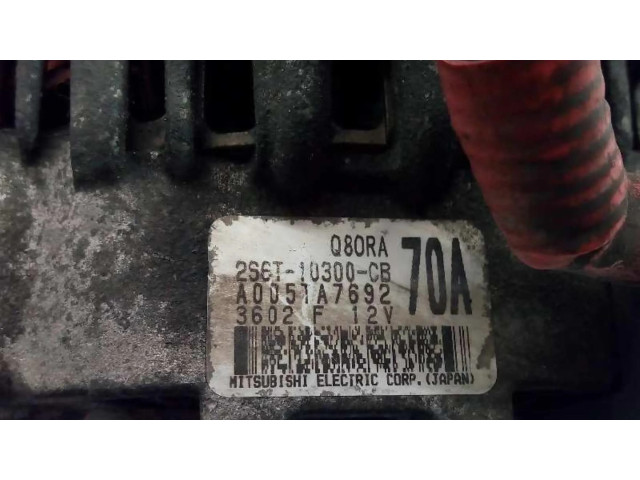 Q80RA
70A
2S6T-10300-CB
A005TA7692
3602 F 12V
MITSUBISHI ELECTRIC CORP.(JAPAN)